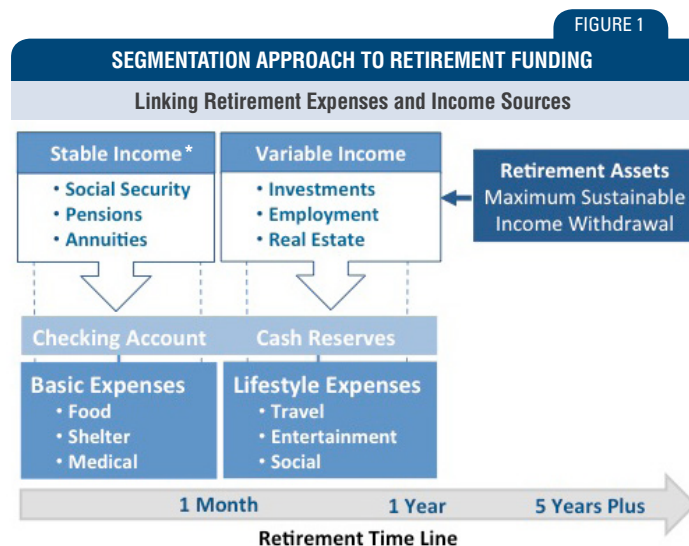 FIGURE 1
SEGMENTATION APPROACH TO RETIREMENT FUNDING
Linking Retirement Expenses and Income Sources
Stable Income*
• Social Security
• Pensions
• Annuities
Variable Income
• Investments
• Employment
• Real Estate
Retirement Assets
Maximum Sustainable
Income Withdrawal
Checking Account
Cash Reserves
Basic Expenses
• Food
• Shelter
• Medical
Lifestyle Expenses
• Travel
• Entertainment
• Social
1 Month
1 Year
5 Years Plus
Retirement Time Line